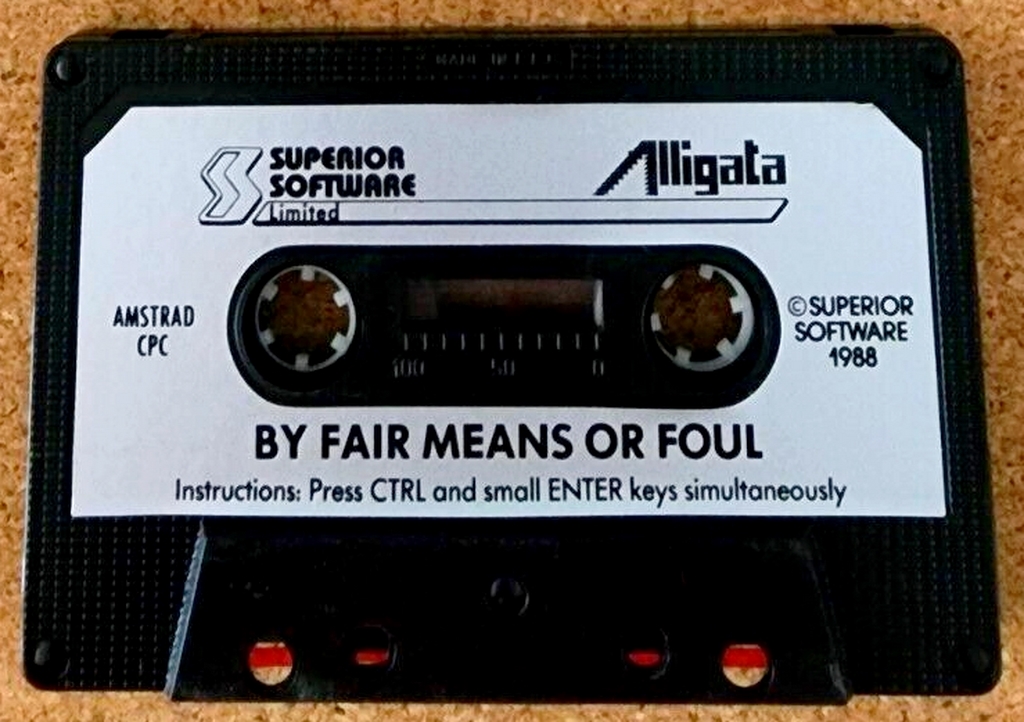 SUPERIOR
SOFTWARE
Limited
Alligata
AMSTRAD
CPC
100 50 0
©SUPERIOR
SOFTWARE
1988
BY FAIR MEANS OR FOUL
Instructions: Press CTRL and small ENTER keys simultaneously